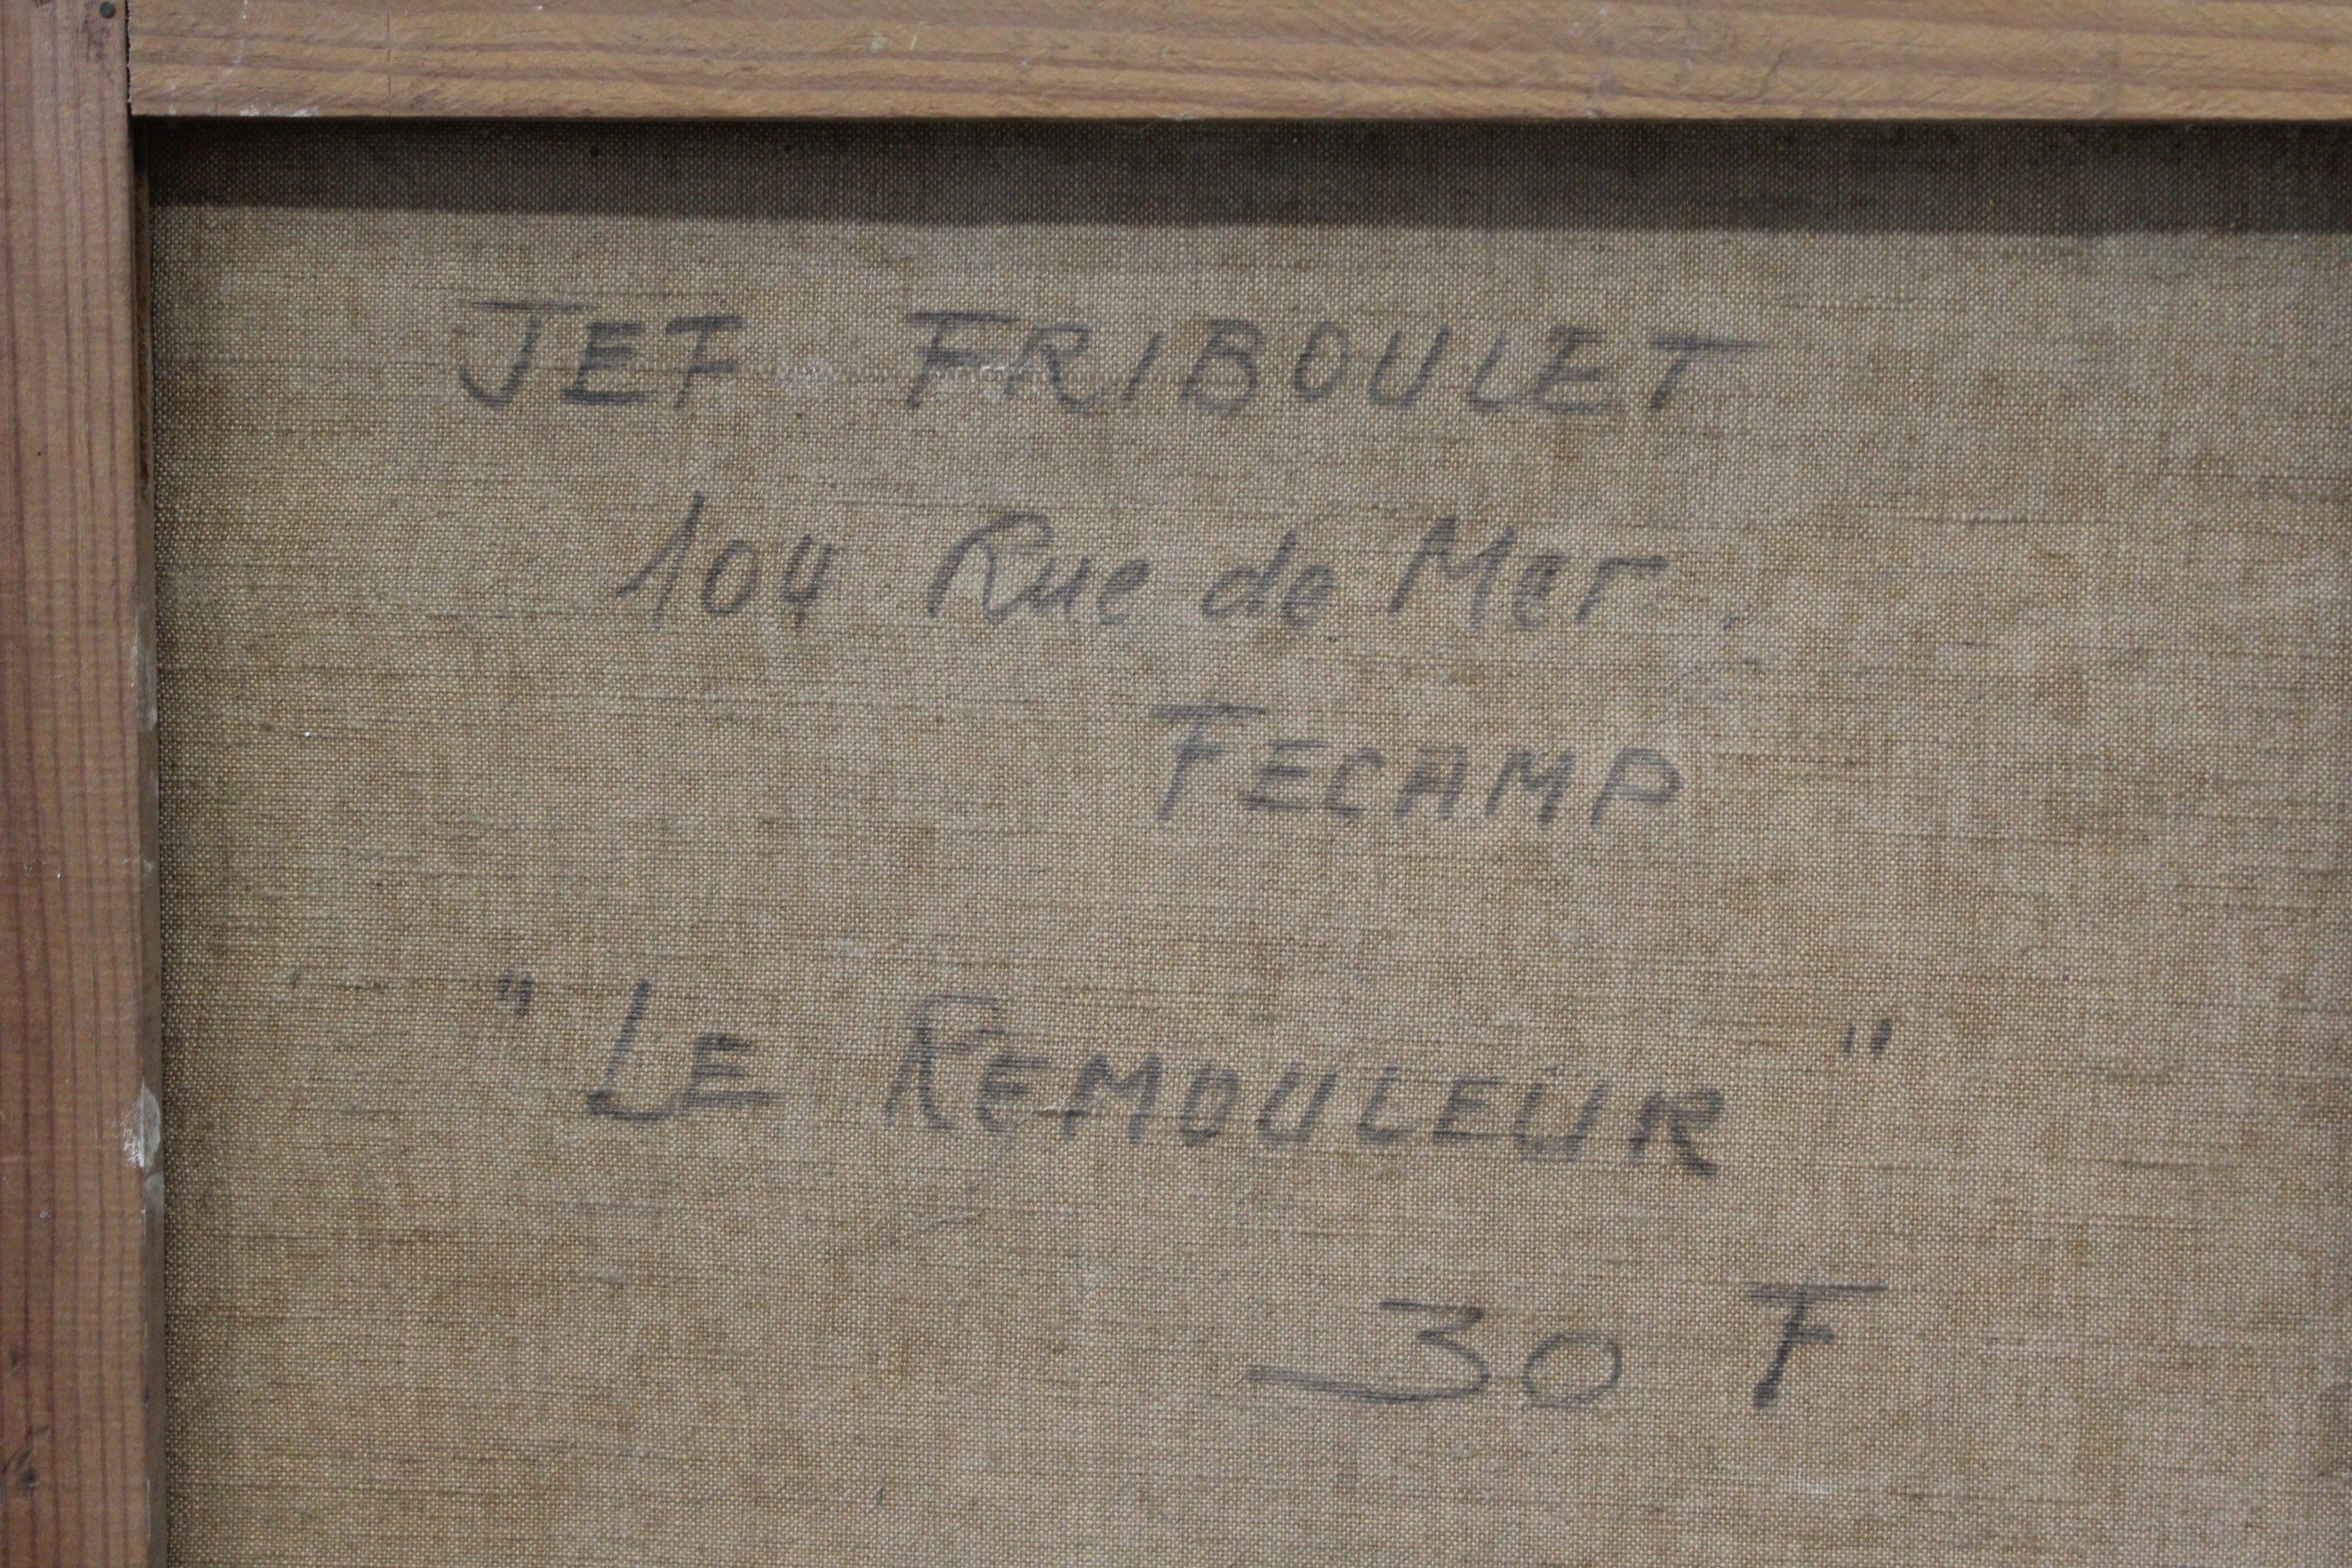 JEF FRIBOULET
104 Rue de Mer.
FECAMP
"LE REMOULEUR"
30 F